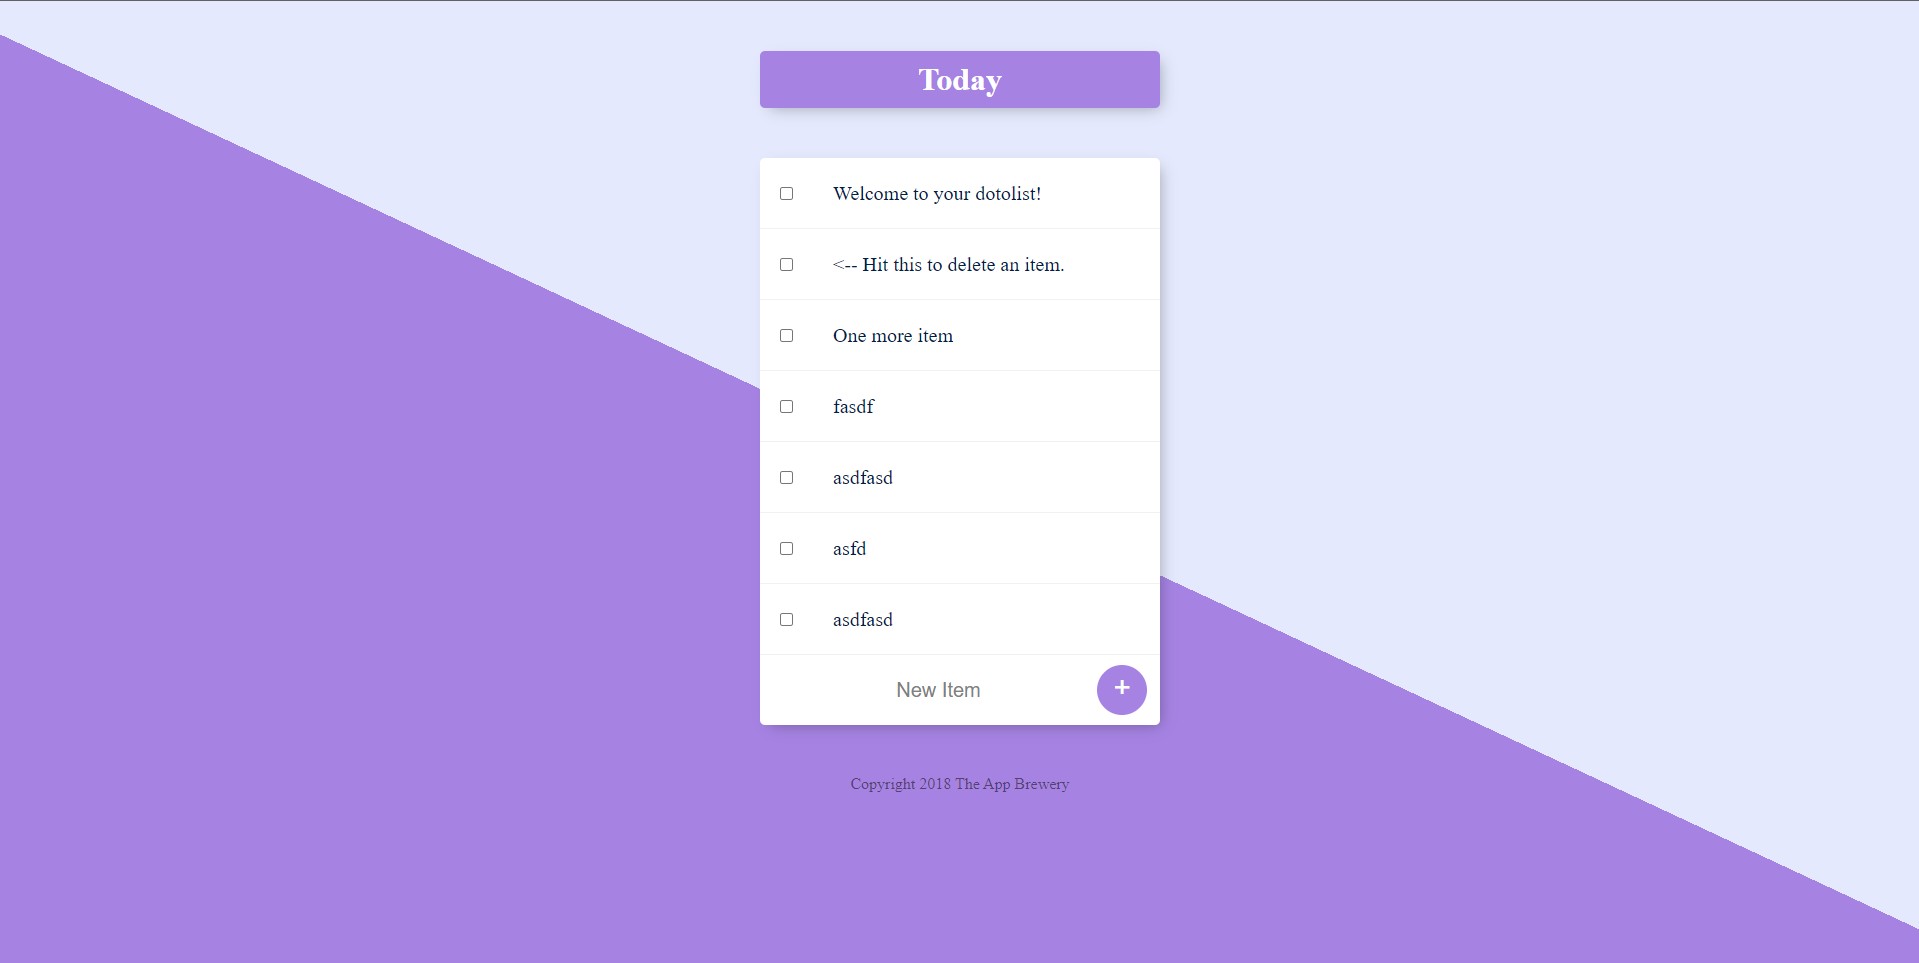 Today
Welcome to your dotolist!
<-- Hit this to delete an item.
One more item
fasdf
asdfasd
asfd
asdfasd
New Item +
Copyright 2018 The App Brewery